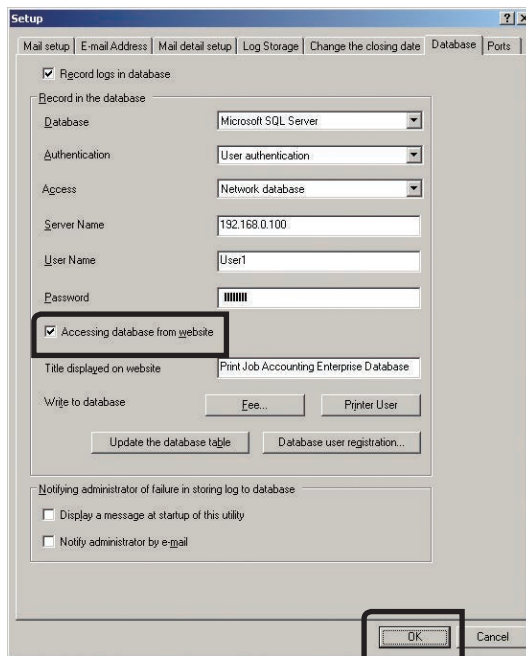 Setup
Mail setup E-mail Address Mail detail setup Log Storage Change the closing date Database Ports
Record logs in database
Record in the database
Database Microsoft SQL Server
Authentication User authentication
Access Network database
Server Name 192.168.0.100
User Name User1
Password
Accessing database from website
Title displayed on website Print Job Accounting Enterprise Database
Write to database Fee... Printer User
Update the database table Database user registration...
Notifying administrator of failure in storing log to database
Display a message at startup of this utility
Notify administrator by e-mail
OK Cancel